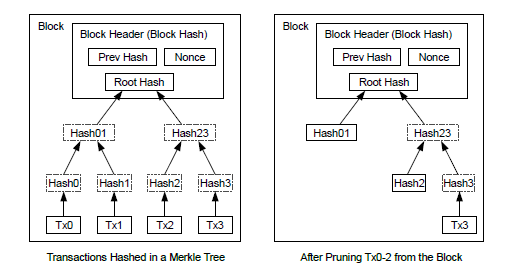 Block
Block Header (Block Hash)
Prev Hash
Nonce
Root Hash
Hash01
Hash23
Hash0
Hash1
Hash2
Hash3
Tx0
Tx1
Tx2
Tx3
Transactions Hashed in a Merkle Tree
Block
Block Header (Block Hash)
Prev Hash
Nonce
Root Hash
Hash01
Hash23
Hash2
Hash3
Tx3
After Pruning Tx0-2 from the Block